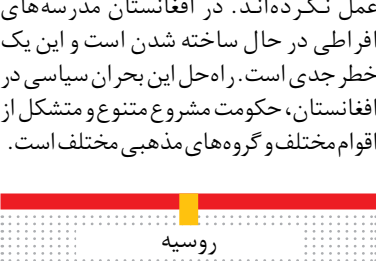 عمل نکرده‌اند. در افغانستان مدرسه‌های
افراطی در حال ساخته شدن است و این یک
خطر جدی است. راه‌حل این بحران سیاسی در
افغانستان، حکومت مشروع متنوع و متشکل از
اقوام مختلف و گروه‌های مذهبی مختلف است.
روسیه